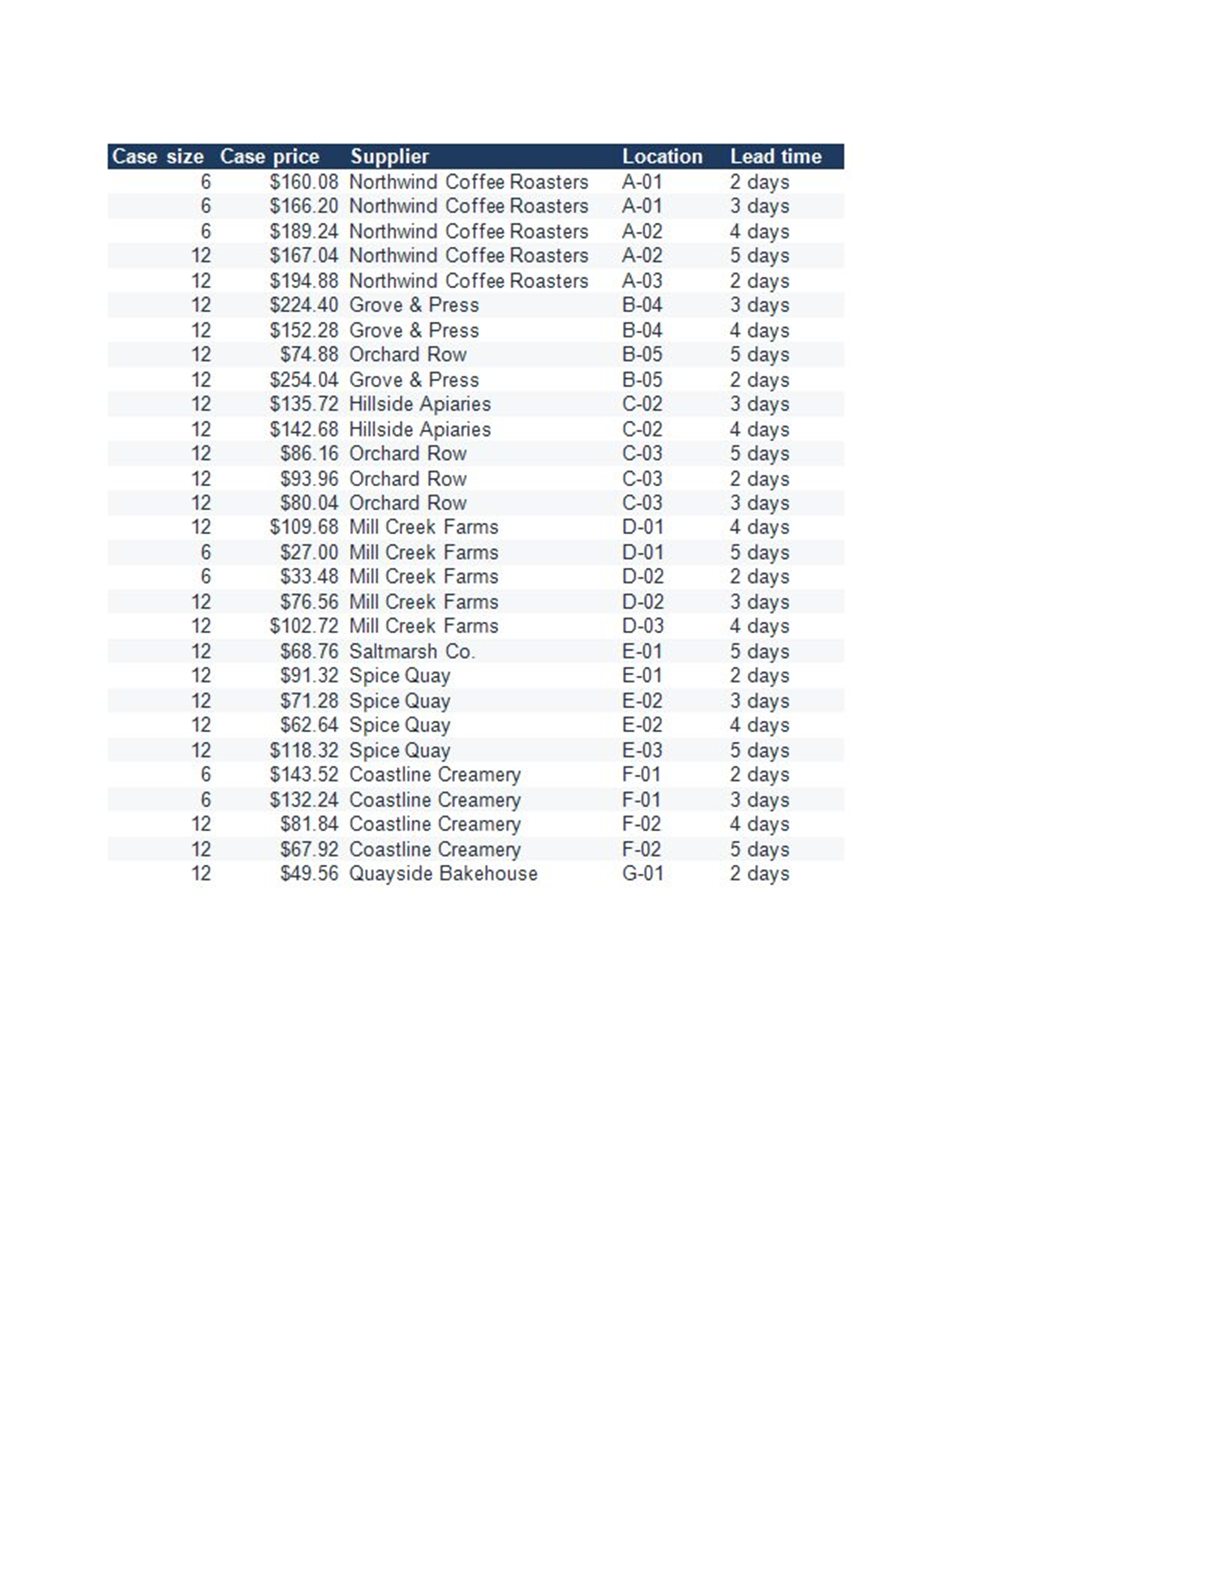 Case size Case price Supplier Location Lead time
6 $160.08 Northwind Coffee Roasters A-01 2 days
6 $166.20 Northwind Coffee Roasters A-01 3 days
6 $189.24 Northwind Coffee Roasters A-02 4 days
12 $167.04 Northwind Coffee Roasters A-02 5 days
12 $194.88 Northwind Coffee Roasters A-03 2 days
12 $224.40 Grove & Press B-04 3 days
12 $152.28 Grove & Press B-04 4 days
12 $74.88 Orchard Row B-05 5 days
12 $254.04 Grove & Press B-05 2 days
12 $135.72 Hillside Apiaries C-02 3 days
12 $142.68 Hillside Apiaries C-02 4 days
12 $86.16 Orchard Row C-03 5 days
12 $93.96 Orchard Row C-03 2 days
12 $80.04 Orchard Row C-03 3 days
12 $109.68 Mill Creek Farms D-01 4 days
6 $27.00 Mill Creek Farms D-01 5 days
6 $33.48 Mill Creek Farms D-02 2 days
12 $76.56 Mill Creek Farms D-02 3 days
12 $102.72 Mill Creek Farms D-03 4 days
12 $68.76 Saltmarsh Co. E-01 5 days
12 $91.32 Spice Quay E-01 2 days
12 $71.28 Spice Quay E-02 3 days
12 $62.64 Spice Quay E-02 4 days
12 $118.32 Spice Quay E-03 5 days
6 $143.52 Coastline Creamery F-01 2 days
6 $132.24 Coastline Creamery F-01 3 days
12 $81.84 Coastline Creamery F-02 4 days
12 $67.92 Coastline Creamery F-02 5 days
12 $49.56 Quayside Bakehouse G-01 2 days